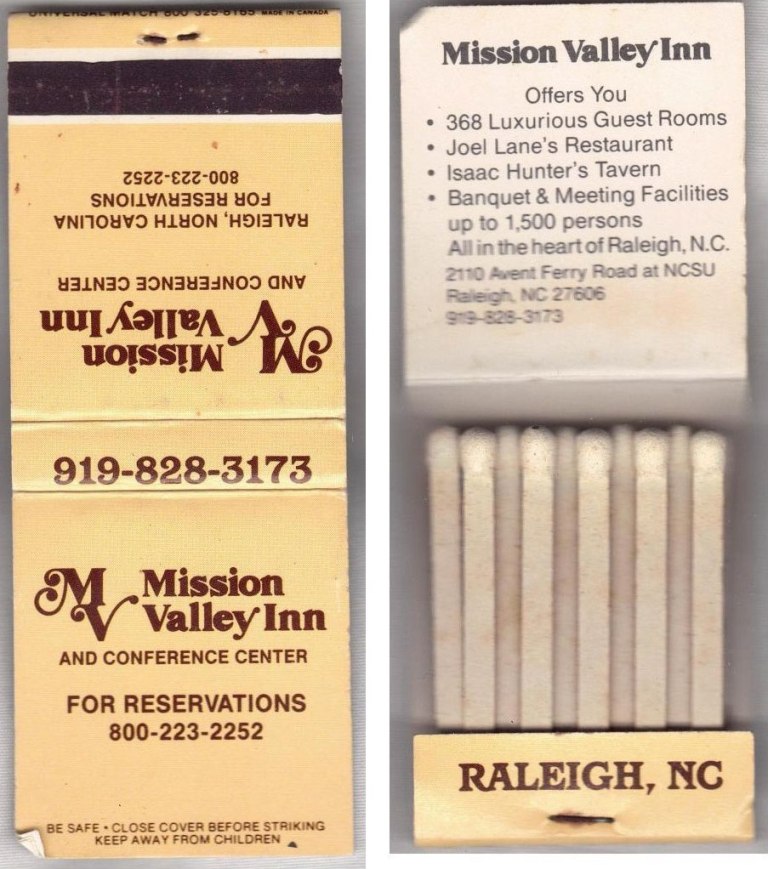 UNIVERSAL MATCH 800-325-8165 MADE IN CANADA
Mission
Valley Inn
MV
AND CONFERENCE CENTER
RALEIGH, NORTH CAROLINA
FOR RESERVATIONS
800-223-2252
919-828-3173
MV
Mission
Valley Inn
AND CONFERENCE CENTER
FOR RESERVATIONS
800-223-2252
BE SAFE • CLOSE COVER BEFORE STRIKING
KEEP AWAY FROM CHILDREN
Mission Valley Inn
Offers You
• 368 Luxurious Guest Rooms
• Joel Lane's Restaurant
• Isaac Hunter's Tavern
• Banquet & Meeting Facilities
up to 1,500 persons
All in the heart of Raleigh, N.C.
2110 Avent Ferry Road at NCSU
Raleigh, NC 27606
919-828-3173
RALEIGH, NC